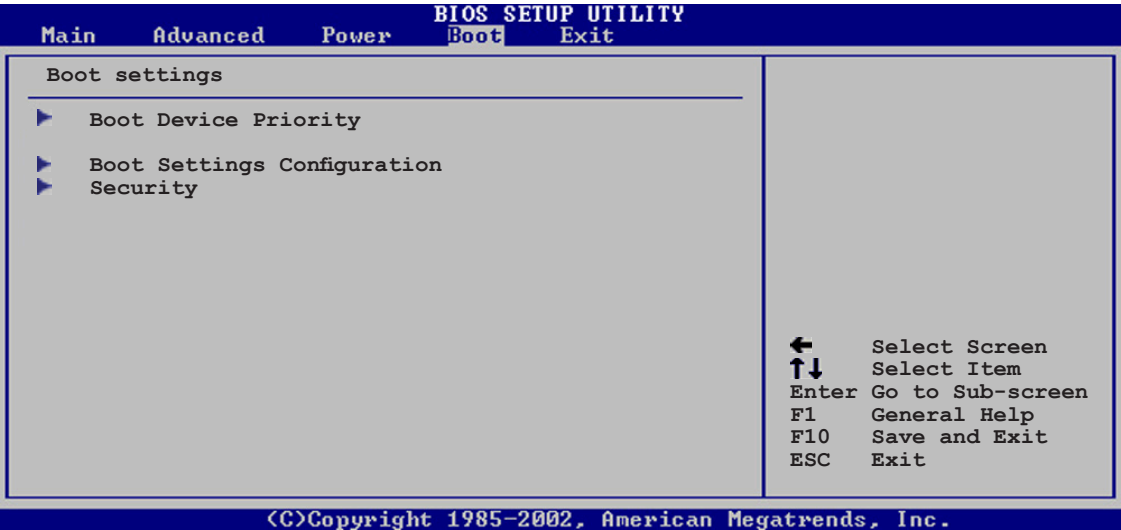 BIOS SETUP UTILITY
Main Advanced Power Boot Exit
Boot settings
Boot Device Priority
Boot Settings Configuration
Security
← Select Screen
↑↓ Select Item
Enter Go to Sub-screen
F1 General Help
F10 Save and Exit
ESC Exit
(C)Copyright 1985-2002, American Megatrends, Inc.